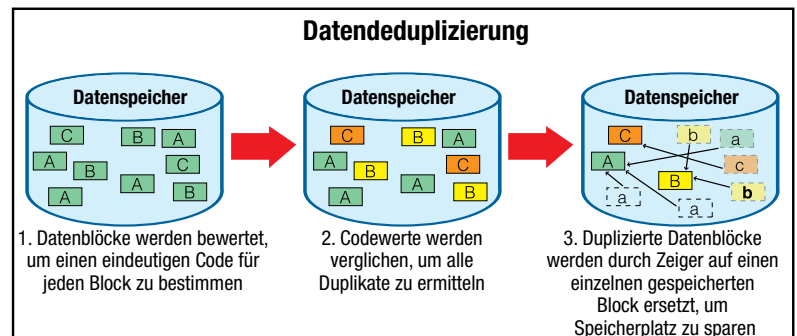 Datendeduplizierung
Datenspeicher
C B A
A B C
A A B
1. Datenblöcke werden bewertet,
um einen eindeutigen Code für
jeden Block zu bestimmen
Datenspeicher
C B A
A B C
A A B
2. Codewerte werden
verglichen, um alle
Duplikate zu ermitteln
Datenspeicher
C b a
A c
B b
a a
3. Duplizierte Datenblöcke
werden durch Zeiger auf einen
einzelnen gespeicherten
Block ersetzt, um
Speicherplatz zu sparen